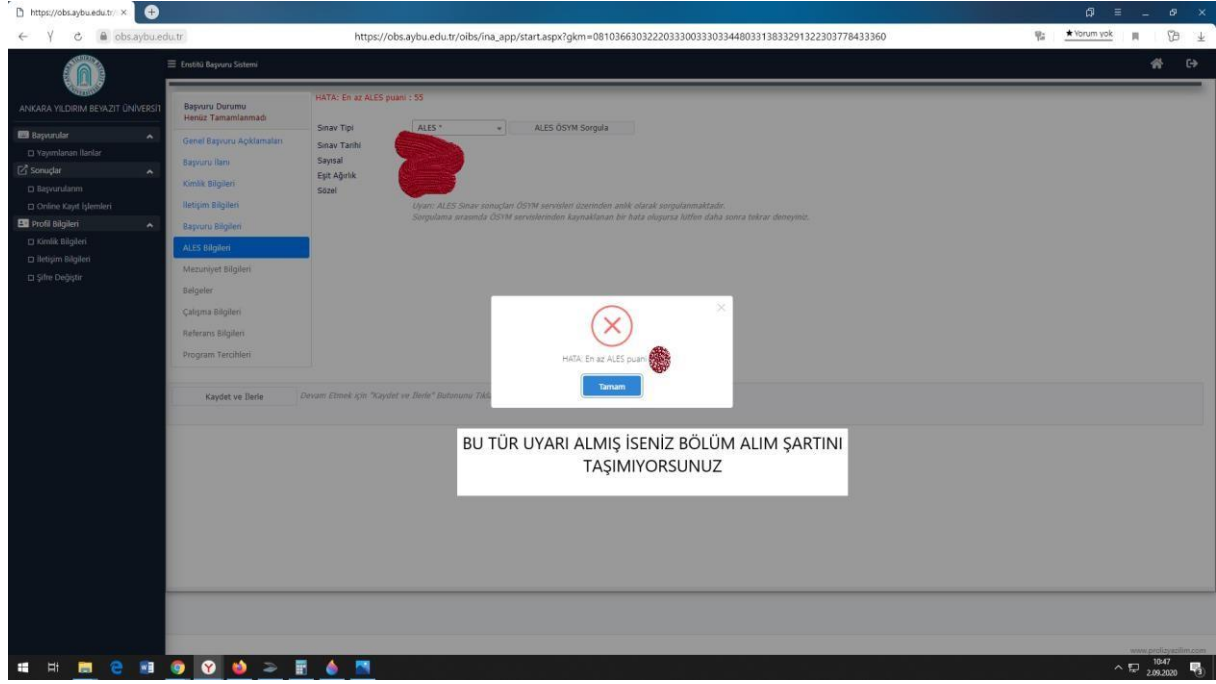 https://obs.aybu.edu.tr/
obs.aybu.edu.tr
https://obs.aybu.edu.tr/oibs/ina_app/start.aspx?gkm=081036630322203330033303344803313833291322303778433360
★ Yorum yok
Enstitü Başvuru Sistemi
ANKARA YILDIRIM BEYAZIT ÜNİVERSİT
Başvurular
Yayımlanan İlanlar
Sonuçlar
Başvurularım
Online Kayıt İşlemleri
Profil Bilgileri
Kimlik Bilgileri
İletişim Bilgileri
Şifre Değiştir
Başvuru Durumu
Henüz Tamamlanmadı
Genel Başvuru Açıklamaları
Başvuru İlanı
Kimlik Bilgileri
İletişim Bilgileri
Başvuru Bilgileri
ALES Bilgileri
Mezuniyet Bilgileri
Belgeler
Çalışma Bilgileri
Referans Bilgileri
Program Tercihleri
HATA: En az ALES puani : 55
Sınav Tipi ALES * ALES ÖSYM Sorgula
Sınav Tarihi
Sayısal
Eşit Ağırlık
Sözel
Uyarı: ALES Sınav sonuçları ÖSYM servisleri üzerinden anlık olarak sorgulanmaktadır.
Sorgulama sırasında ÖSYM servislerinden kaynaklanan bir hata oluşursa lütfen daha sonra tekrar deneyiniz.
HATA: En az ALES puani
Tamam
Kaydet ve İlerle Devam Etmek için "Kaydet ve İlerle" Butonunu
BU TÜR UYARI ALMIŞ İSENİZ BÖLÜM ALIM ŞARTINI
TAŞIMIYORSUNUZ
www.prolizyazilim.com
10:47
2.09.2020